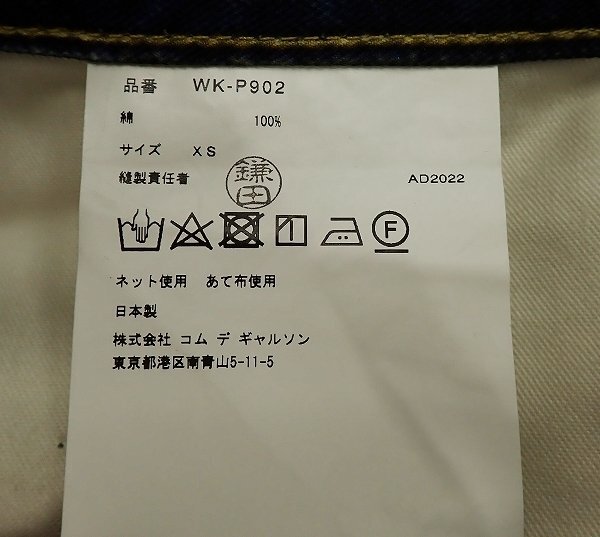 品番 WK-P902
綿 100%
サイズ XS
縫製責任者 鎌田 AD2022
F
ネット使用 あて布使用
日本製
株式会社 コム デ ギャルソン
東京都港区南青山5-11-5